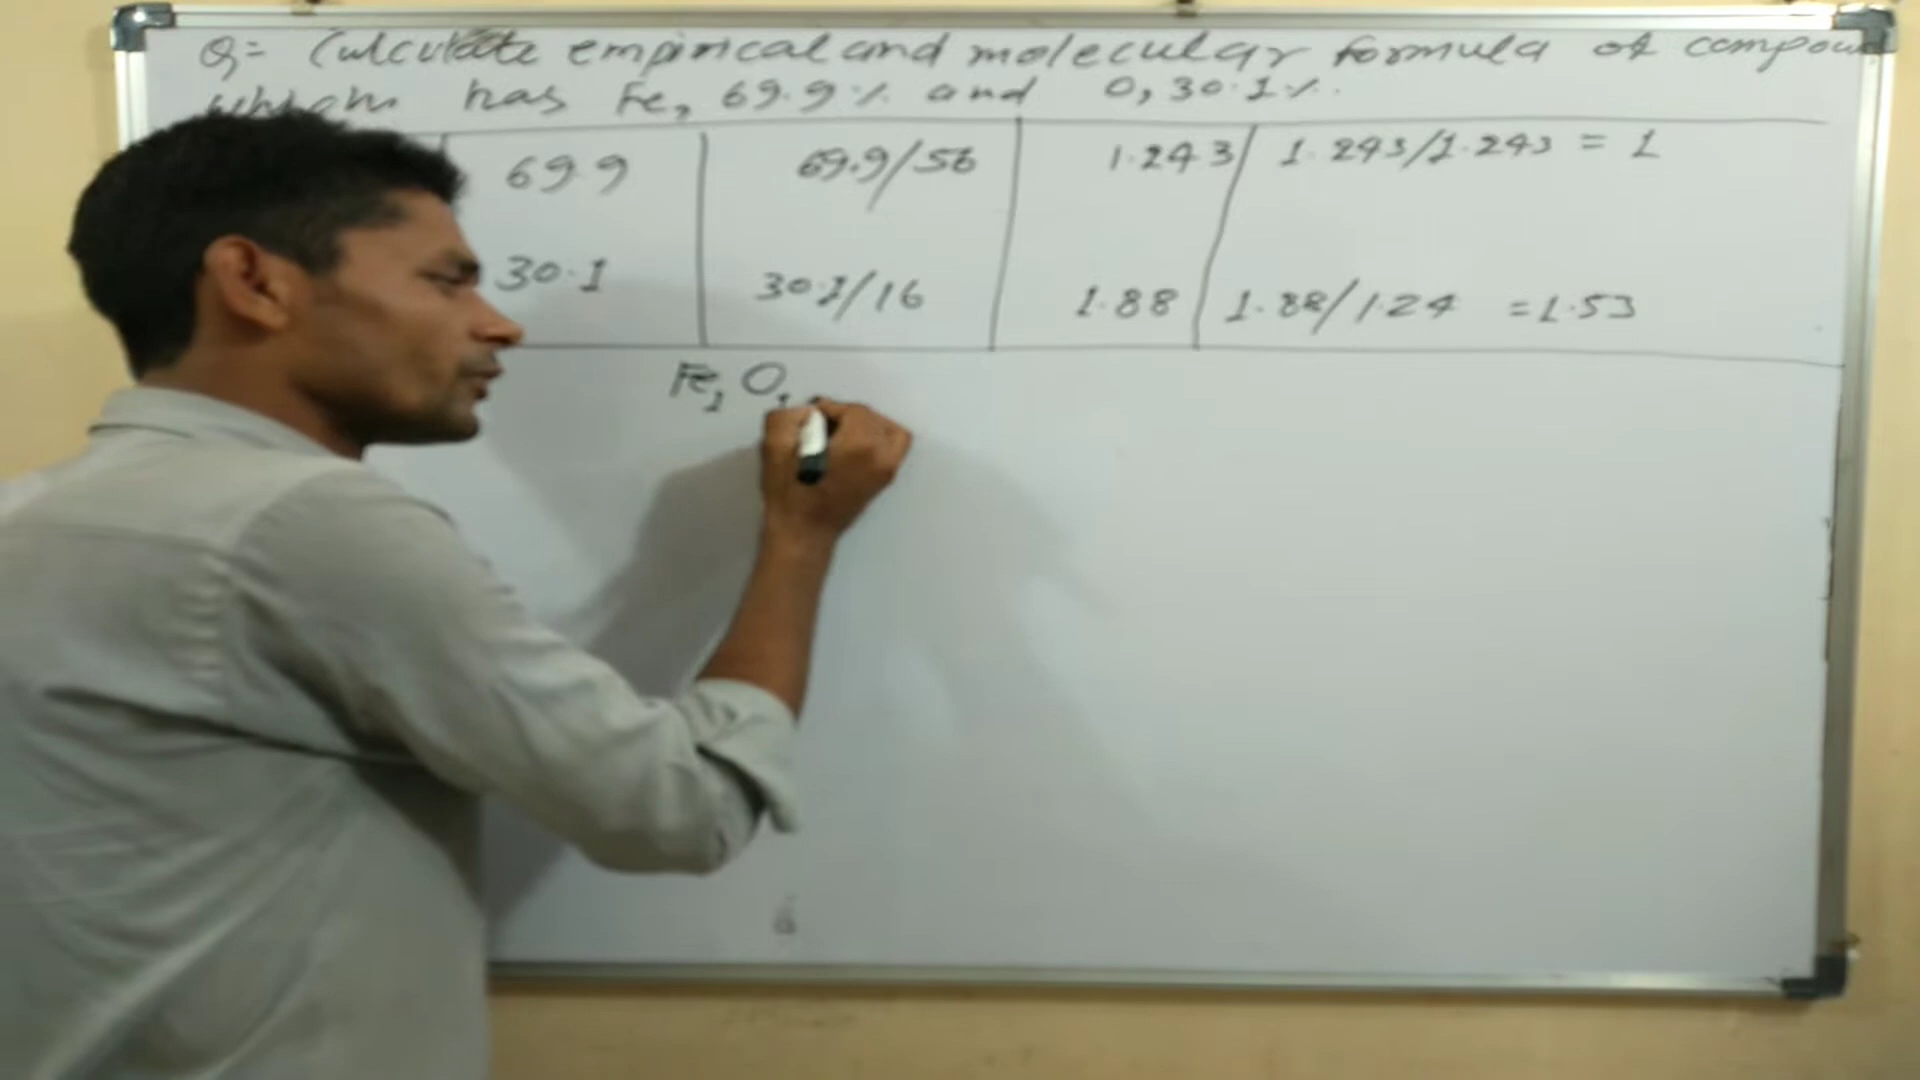 Q= Calculate empirical and molecular formula of compou
which has Fe, 69.9% and O, 30.1%.
69.9 69.9/56 1.243 1.243/1.243 = 1
30.1 30.1/16 1.88 1.88/1.24 = 1.53
Fe1 O1.